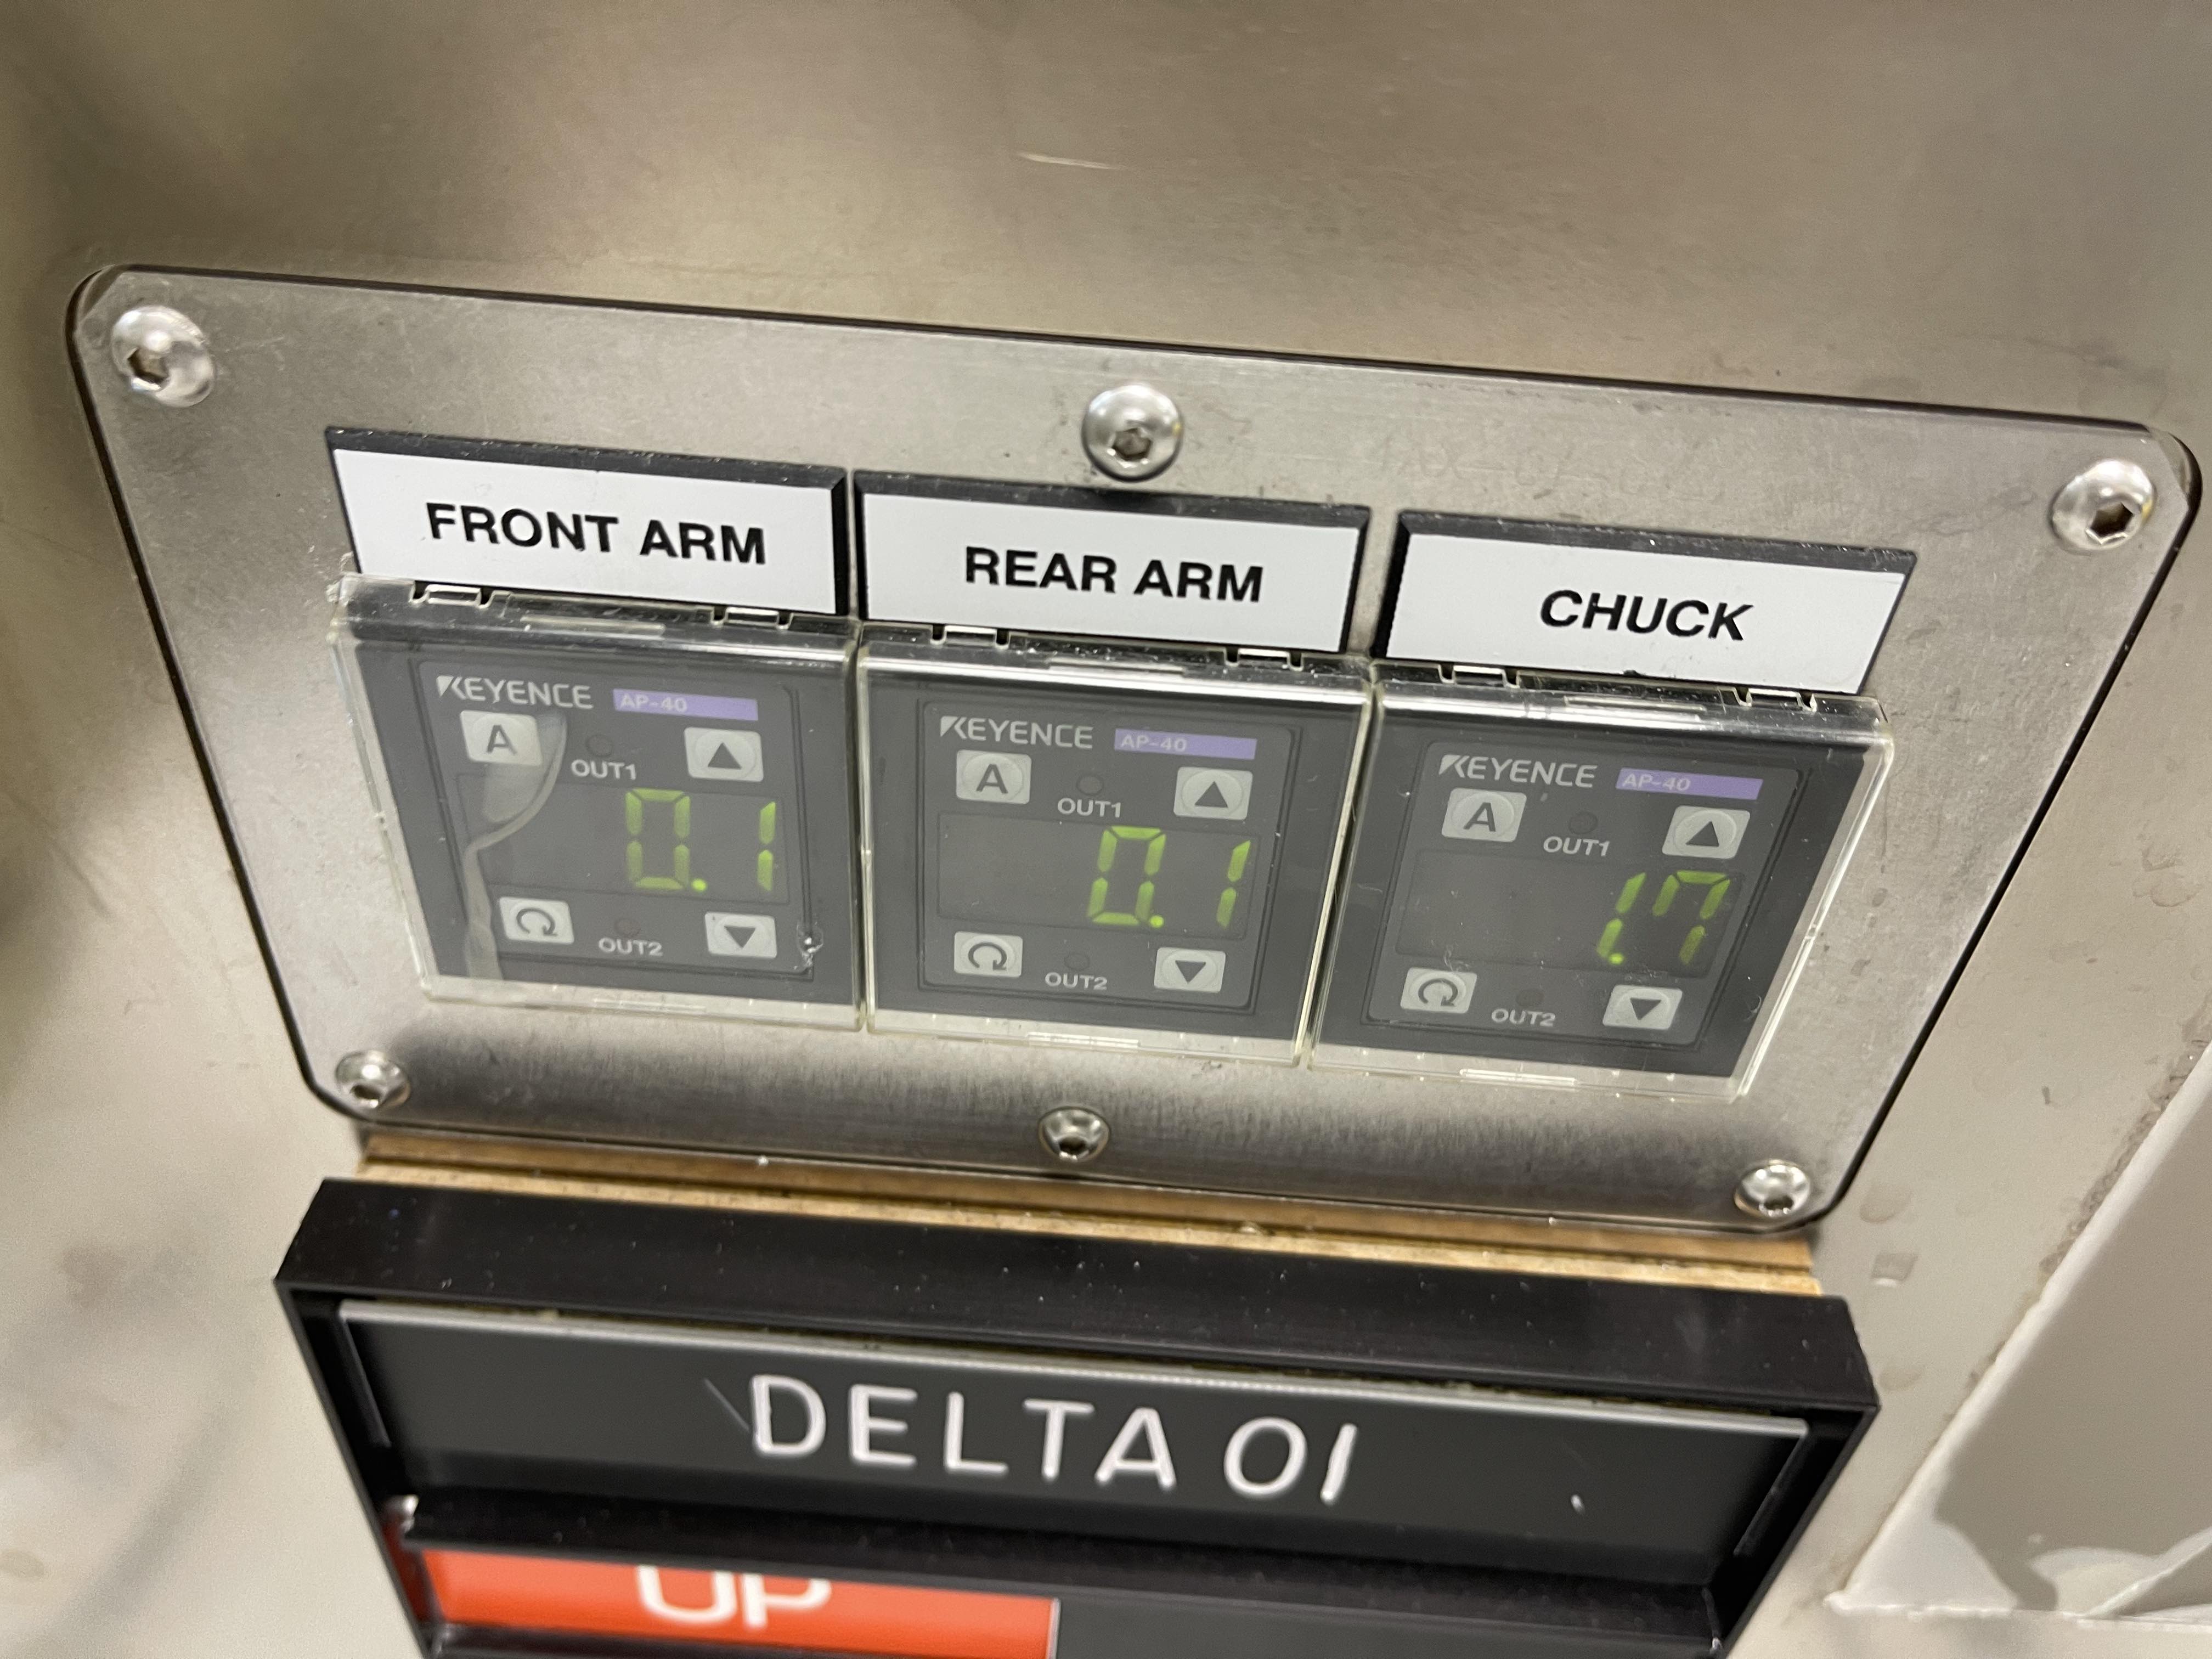 FRONT ARM
REAR ARM
CHUCK
KEYENCE AP-40
A
OUT1
0.1
OUT2
KEYENCE AP-40
A
OUT1
0.1
OUT2
KEYENCE AP-40
A
OUT1
1.7
OUT2
DELTA 01
UP